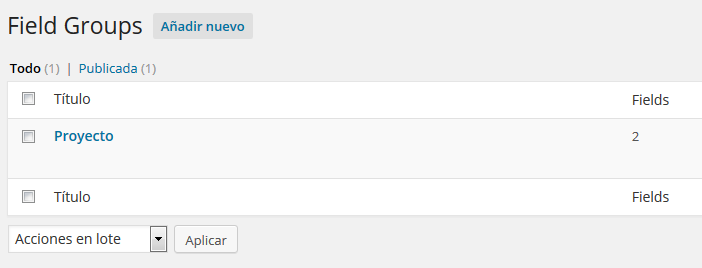 Field Groups Añadir nuevo
Todo (1) | Publicada (1)
Título Fields
Proyecto 2
Título Fields
Acciones en lote Aplicar